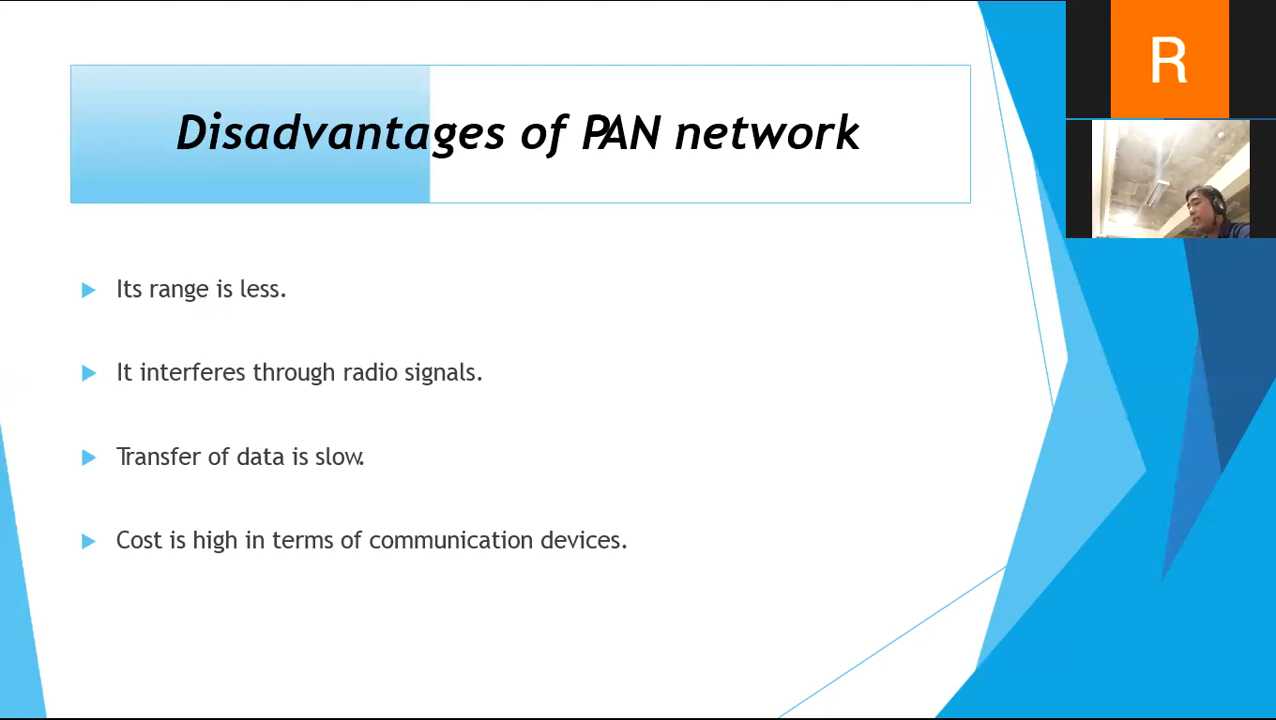 R
Disadvantages of PAN network
Its range is less.
It interferes through radio signals.
Transfer of data is slow.
Cost is high in terms of communication devices.